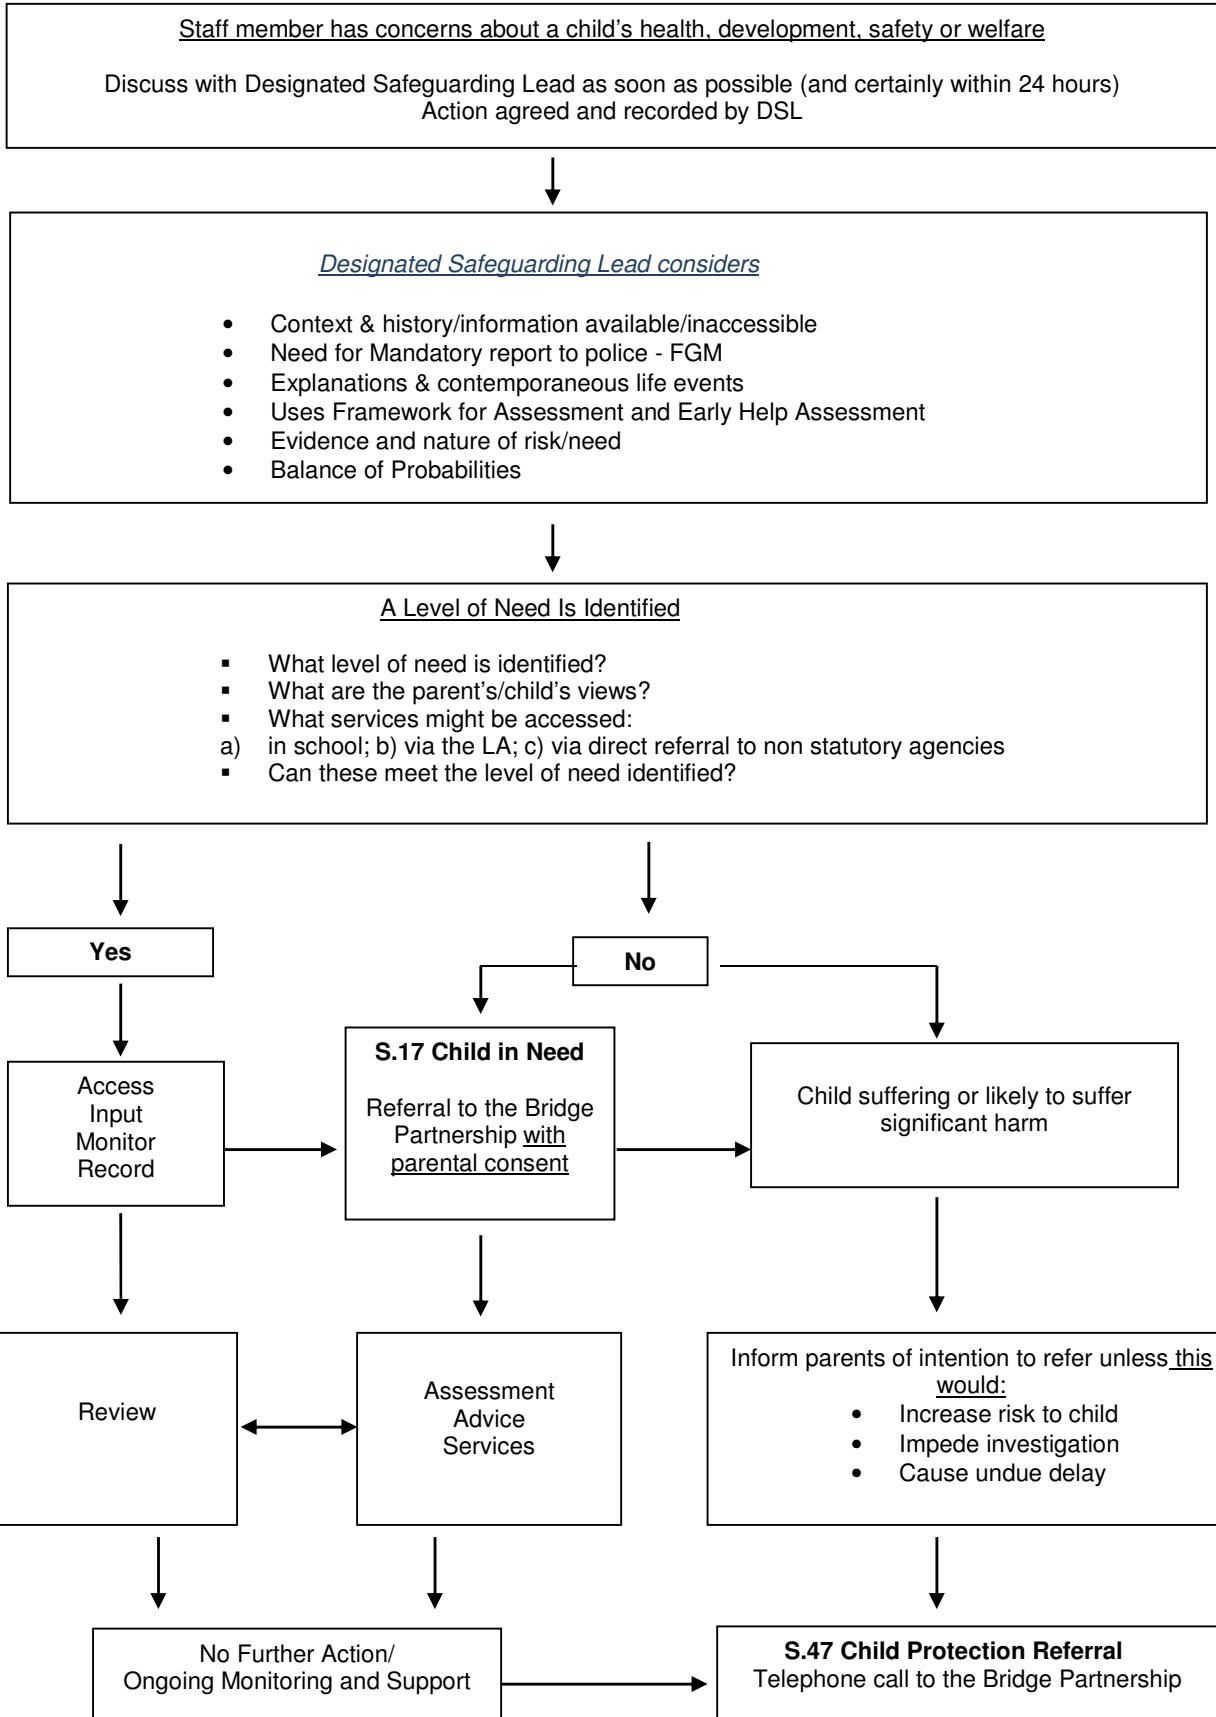 Staff member has concerns about a child's health, development, safety or welfare
Discuss with Designated Safeguarding Lead as soon as possible (and certainly within 24 hours)
Action agreed and recorded by DSL
Designated Safeguarding Lead considers
• Context & history/information available/inaccessible
• Need for Mandatory report to police - FGM
• Explanations & contemporaneous life events
• Uses Framework for Assessment and Early Help Assessment
• Evidence and nature of risk/need
• Balance of Probabilities
A Level of Need Is Identified
▪ What level of need is identified?
▪ What are the parent's/child's views?
▪ What services might be accessed:
a) in school; b) via the LA; c) via direct referral to non statutory agencies
▪ Can these meet the level of need identified?
Yes
No
Access
Input
Monitor
Record
S.17 Child in Need
Referral to the Bridge
Partnership with
parental consent
Child suffering or likely to suffer
significant harm
Review
Assessment
Advice
Services
Inform parents of intention to refer unless this
would:
• Increase risk to child
• Impede investigation
• Cause undue delay
No Further Action/
Ongoing Monitoring and Support
S.47 Child Protection Referral
Telephone call to the Bridge Partnership